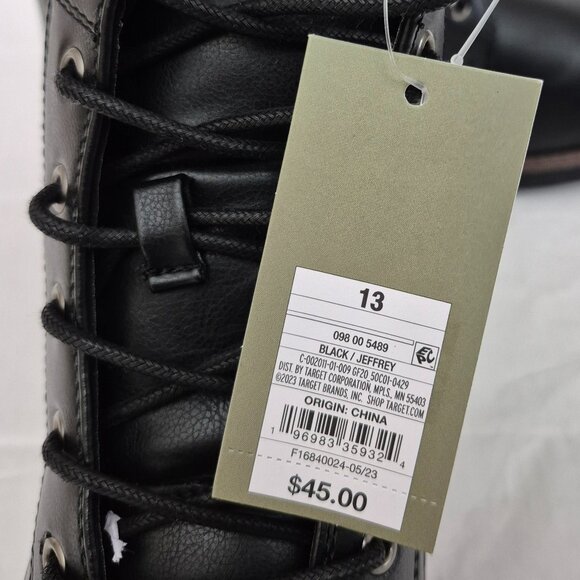 13
098 00 5489
BLACK / JEFFREY
C-002011-01-009 6F20 50C01-0429
DIST. BY TARGET CORPORATION, MPLS., MN 55403
©2023 TARGET BRANDS, INC. SHOP TARGET.COM
ORIGIN: CHINA
1 96983 35932 4
F16840024-05/23
$45.00